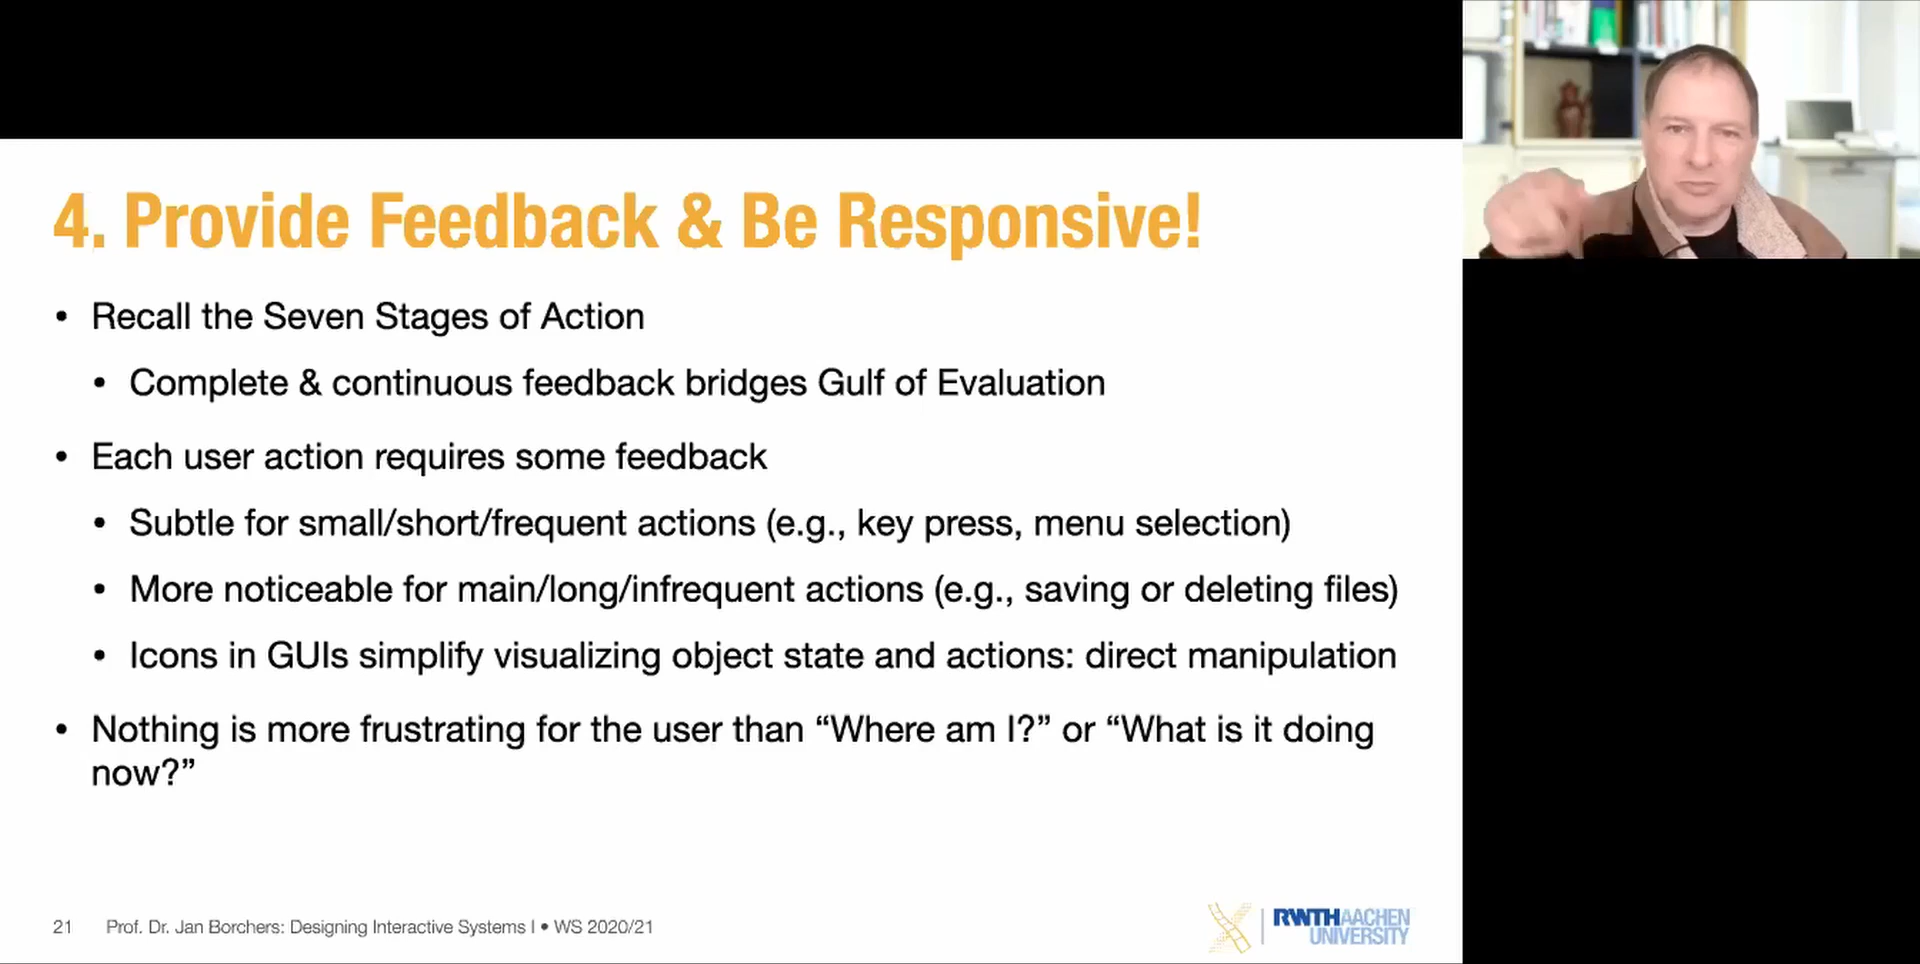 4. Provide Feedback & Be Responsive!
• Recall the Seven Stages of Action
• Complete & continuous feedback bridges Gulf of Evaluation
• Each user action requires some feedback
• Subtle for small/short/frequent actions (e.g., key press, menu selection)
• More noticeable for main/long/infrequent actions (e.g., saving or deleting files)
• Icons in GUIs simplify visualizing object state and actions: direct manipulation
• Nothing is more frustrating for the user than “Where am I?” or “What is it doing
now?”
21 Prof. Dr. Jan Borchers: Designing Interactive Systems I • WS 2020/21
RWTHAACHEN
UNIVERSITY